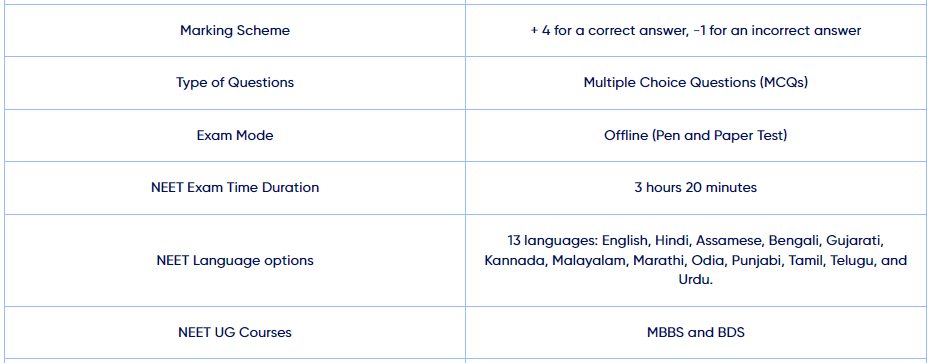 Marking Scheme
+ 4 for a correct answer, -1 for an incorrect answer
Type of Questions
Multiple Choice Questions (MCQs)
Exam Mode
Offline (Pen and Paper Test)
NEET Exam Time Duration
3 hours 20 minutes
NEET Language options
13 languages: English, Hindi, Assamese, Bengali, Gujarati,
Kannada, Malayalam, Marathi, Odia, Punjabi, Tamil, Telugu, and
Urdu.
NEET UG Courses
MBBS and BDS